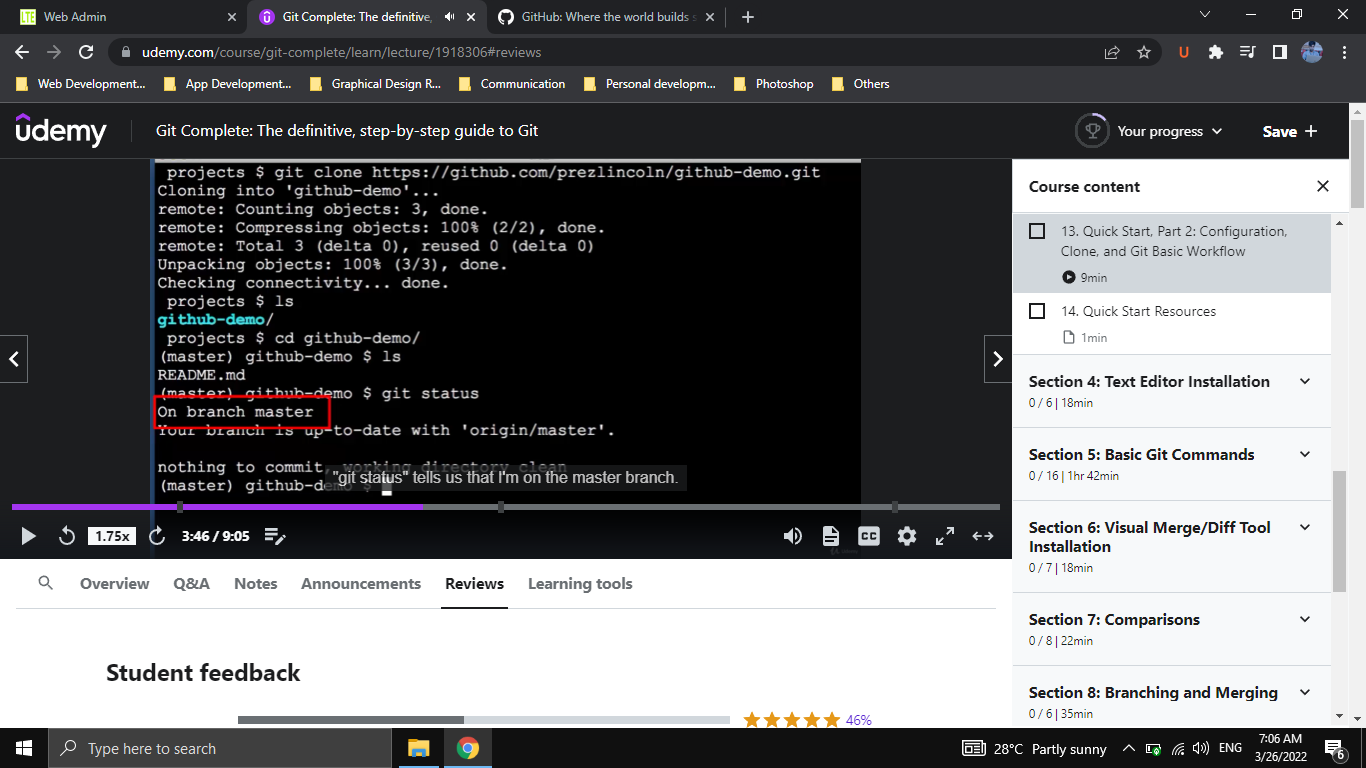 Web Admin
Git Complete: The definitive,
GitHub: Where the world builds
udemy.com/course/git-complete/learn/lecture/1918306#reviews
U
Web Development...
App Development...
Graphical Design R...
Communication
Personal developm...
Photoshop
Others
ûdemy
Git Complete: The definitive, step-by-step guide to Git
Your progress
Save +
projects $ git clone https://github.com/prezlincoln/github-demo.git
Cloning into 'github-demo'...
remote: Counting objects: 3, done.
remote: Compressing objects: 100% (2/2), done.
remote: Total 3 (delta 0), reused 0 (delta 0)
Unpacking objects: 100% (3/3), done.
Checking connectivity... done.
projects $ ls
github-demo/
projects $ cd github-demo/
(master) github-demo $ ls
README.md
(master) github-demo $ git status
On branch master
Your branch is up-to-date with 'origin/master'.
nothing to commit, working directory clean
(master) github-demo $
"git status" tells us that I'm on the master branch.
1.75x
3:46 / 9:05
CC
Course content
13. Quick Start, Part 2: Configuration,
Clone, and Git Basic Workflow
9min
14. Quick Start Resources
1min
Section 4: Text Editor Installation
0 / 6 | 18min
Section 5: Basic Git Commands
0 / 16 | 1hr 42min
Section 6: Visual Merge/Diff Tool
Installation
0 / 7 | 18min
Section 7: Comparisons
0 / 8 | 22min
Section 8: Branching and Merging
0 / 6 | 35min
Overview
Q&A
Notes
Announcements
Reviews
Learning tools
Student feedback
46%
Type here to search
28°C Partly sunny
ENG
7:06 AM
3/26/2022
6